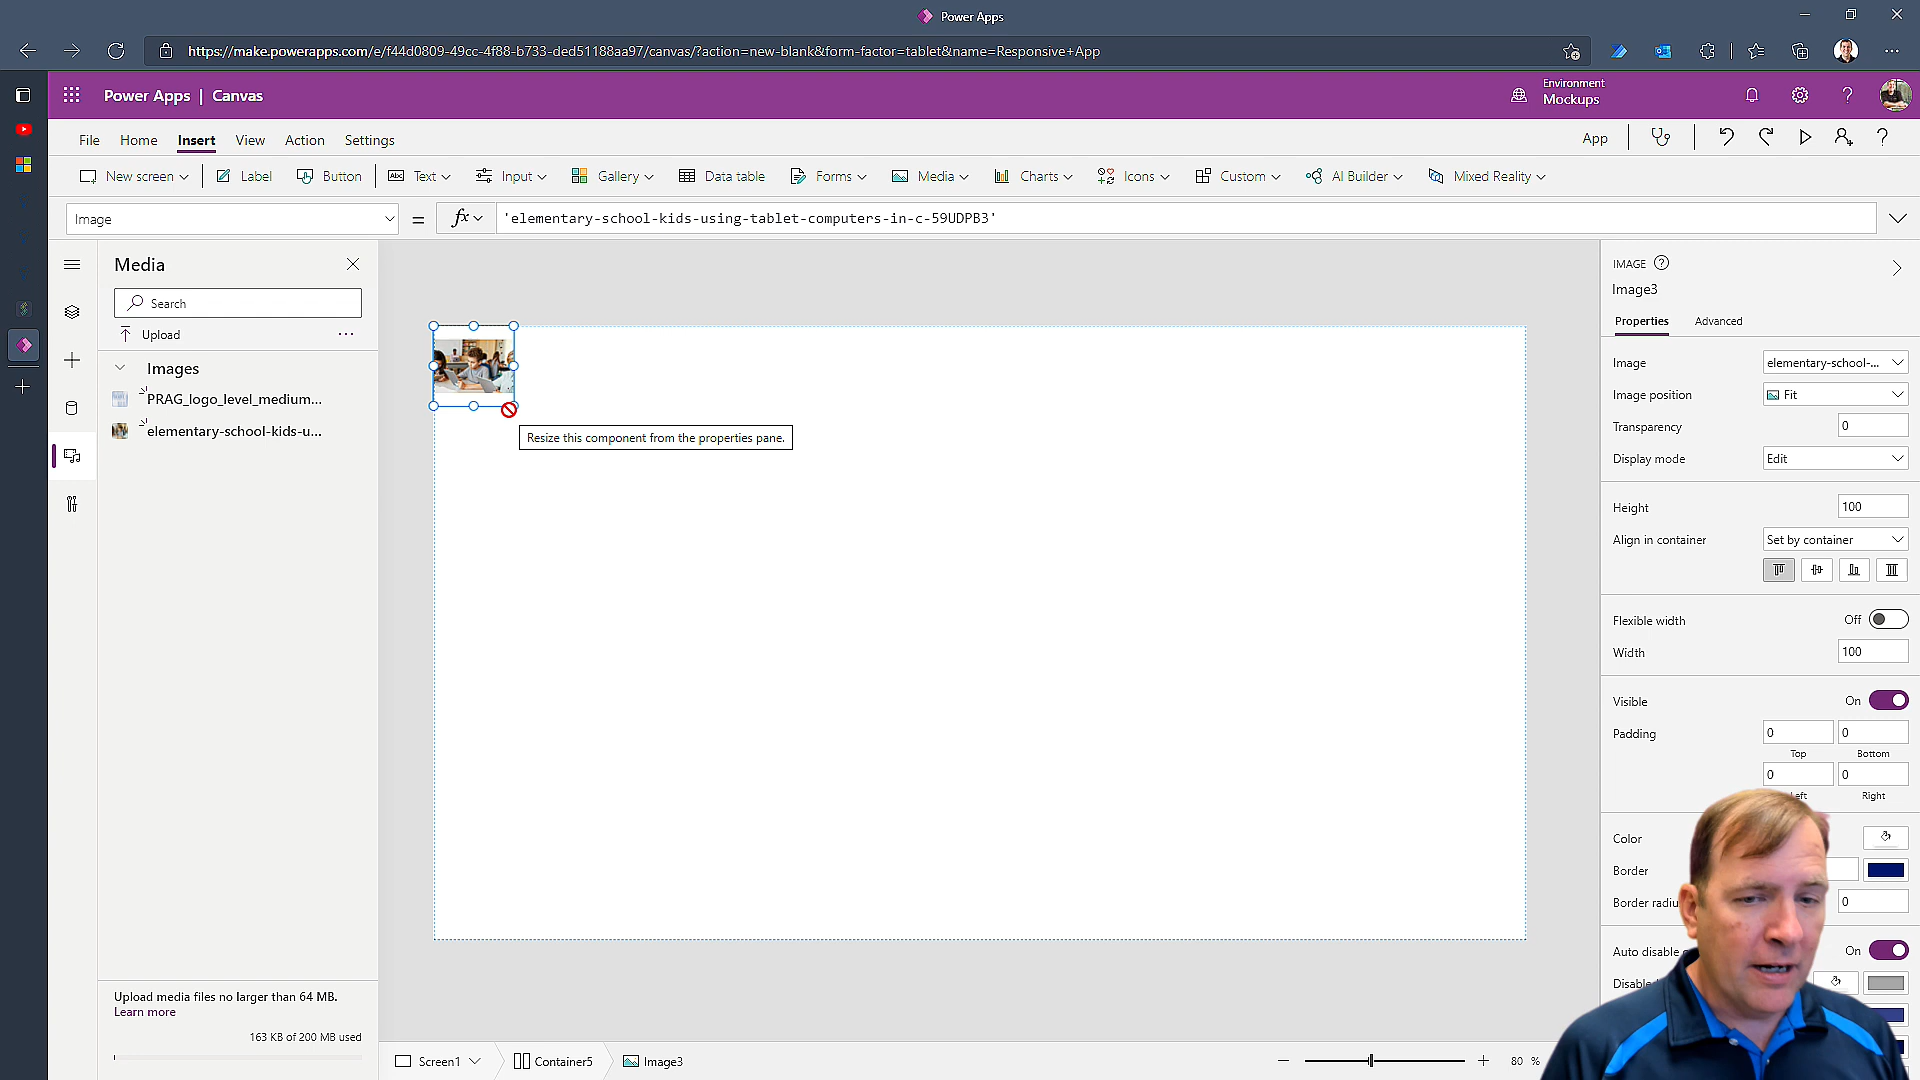 Power Apps
https://make.powerapps.com/e/f44d0809-49cc-4f88-b733-ded51188aa97/canvas/?action=new-blank&form-factor=tablet&name=Responsive+App
Power Apps | Canvas
Environment
Mockups
File Home Insert View Action Settings
App
New screen Label Button Text Input Gallery Data table Forms Media Charts Icons Custom AI Builder Mixed Reality
Image = fx 'elementary-school-kids-using-tablet-computers-in-c-59UDPB3'
Media
Search
Upload
Images
PRAG_logo_level_medium...
elementary-school-kids-u...
Upload media files no larger than 64 MB.
Learn more
163 KB of 200 MB used
Resize this component from the properties pane.
Screen1 Container5 Image3
80 %
IMAGE
Image3
Properties Advanced
Image elementary-school-...
Image position Fit
Transparency 0
Display mode Edit
Height 100
Align in container Set by container
Flexible width Off
Width 100
Visible On
Padding 0 0
Top Bottom
0 0
Left Right
Color
Border
Border radiu 0
Auto disable On